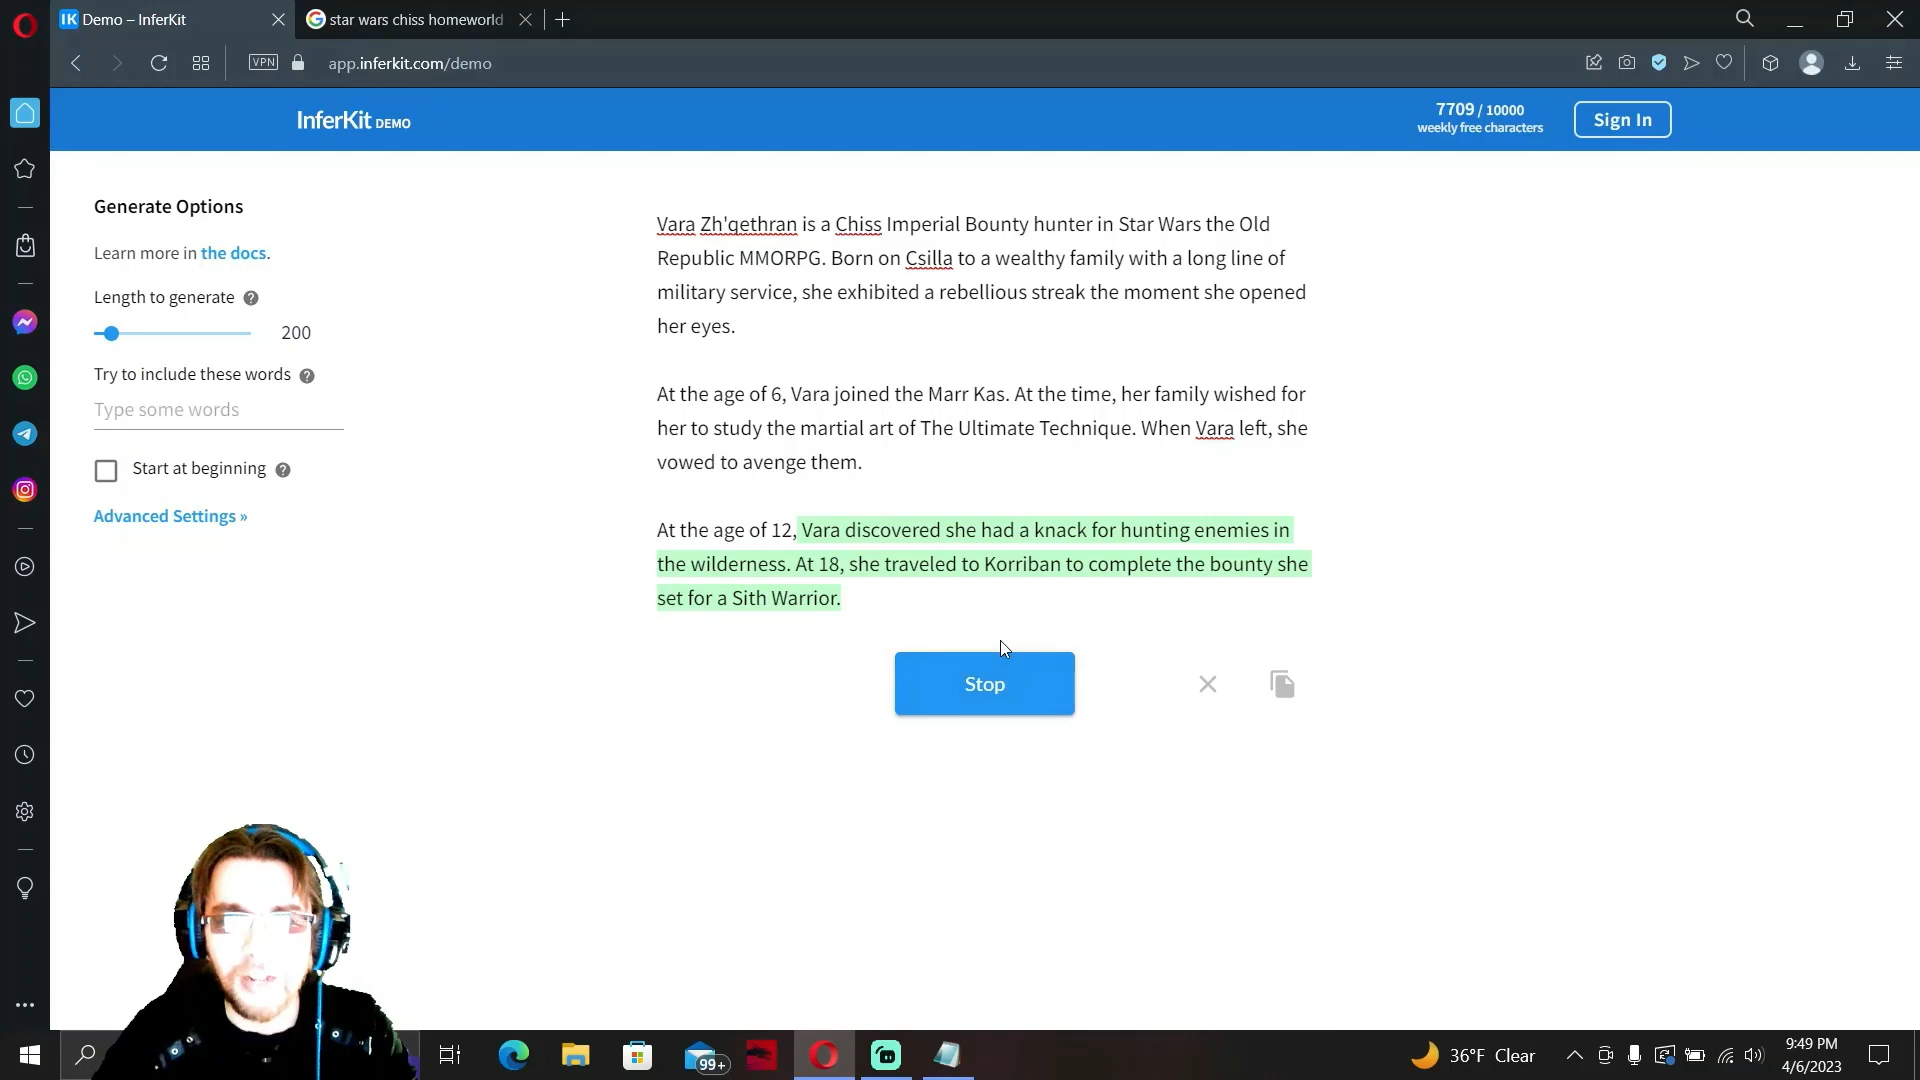 Demo – InferKit
star wars chiss homeworld
VPN
app.inferkit.com/demo
InferKit DEMO
7709 / 10000
weekly free characters
Sign In
Generate Options
Learn more in the docs.
Length to generate
200
Try to include these words
Type some words
Start at beginning
Advanced Settings »
Vara Zh'qethran is a Chiss Imperial Bounty hunter in Star Wars the Old
Republic MMORPG. Born on Csilla to a wealthy family with a long line of
military service, she exhibited a rebellious streak the moment she opened
her eyes.
At the age of 6, Vara joined the Marr Kas. At the time, her family wished for
her to study the martial art of The Ultimate Technique. When Vara left, she
vowed to avenge them.
At the age of 12, Vara discovered she had a knack for hunting enemies in
the wilderness. At 18, she traveled to Korriban to complete the bounty she
set for a Sith Warrior.
Stop
99+
36°F Clear
9:49 PM
4/6/2023